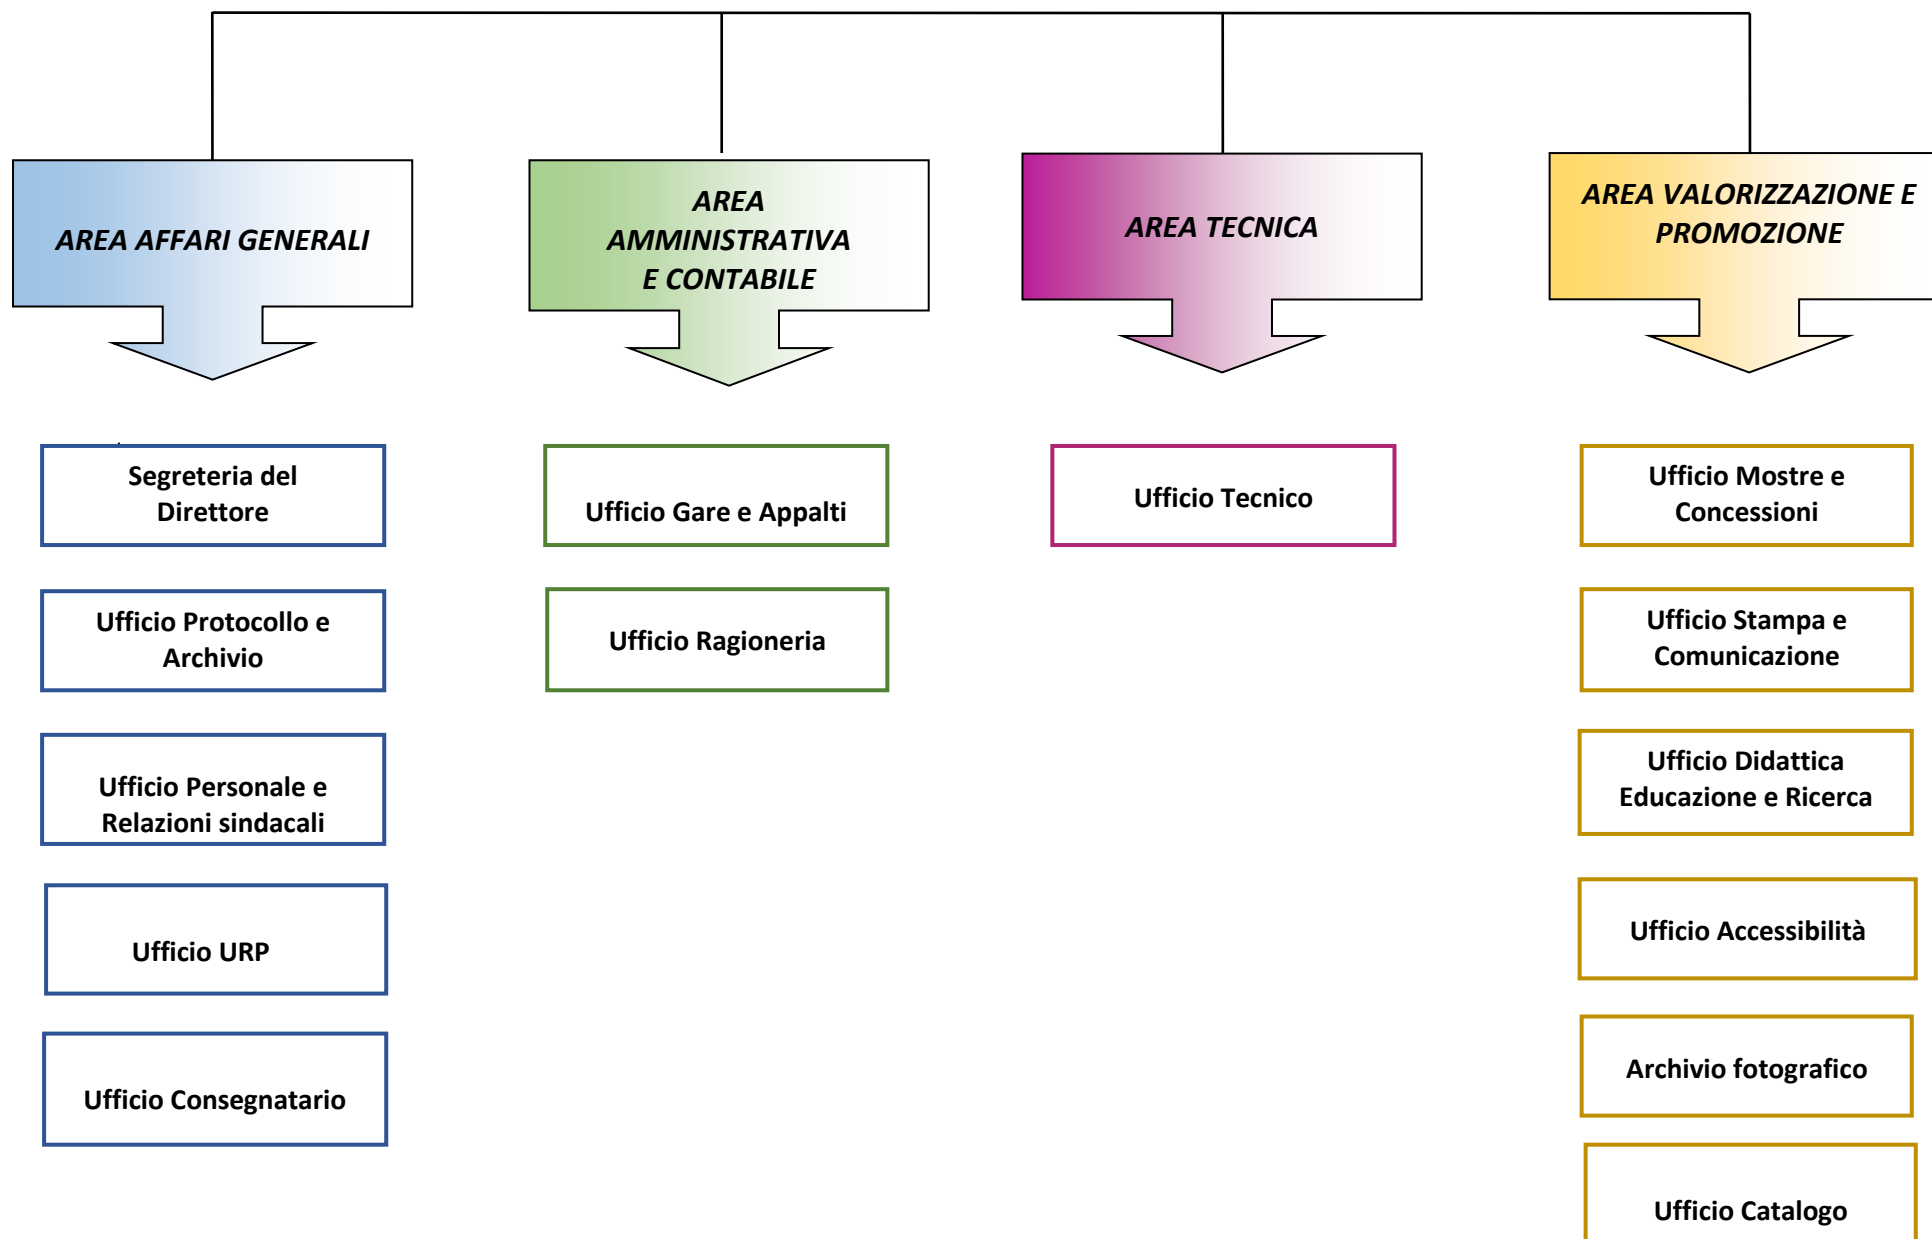 AREA AFFARI GENERALI
AREA
AMMINISTRATIVA
E CONTABILE
AREA TECNICA
AREA VALORIZZAZIONE E
PROMOZIONE
Segreteria del
Direttore
Ufficio Protocollo e
Archivio
Ufficio Personale e
Relazioni sindacali
Ufficio URP
Ufficio Consegnatario
Ufficio Gare e Appalti
Ufficio Ragioneria
Ufficio Tecnico
Ufficio Mostre e
Concessioni
Ufficio Stampa e
Comunicazione
Ufficio Didattica
Educazione e Ricerca
Ufficio Accessibilità
Archivio fotografico
Ufficio Catalogo